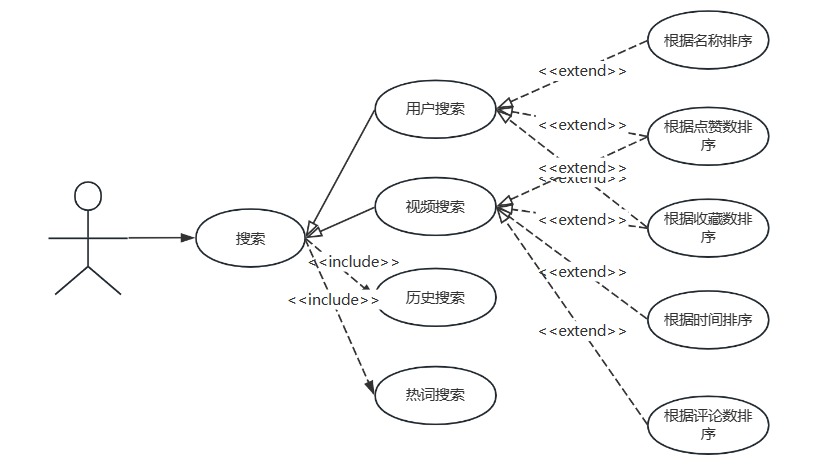 根据名称排序
<<extend>>
用户搜索
<<extend>>
根据点赞数排
序
<<extend>>
<<extend>>
视频搜索
<<extend>>
根据收藏数排
序
搜索
<<include>>
<<extend>>
历史搜索
<<include>>
根据时间排序
<<extend>>
热词搜索
根据评论数排
序